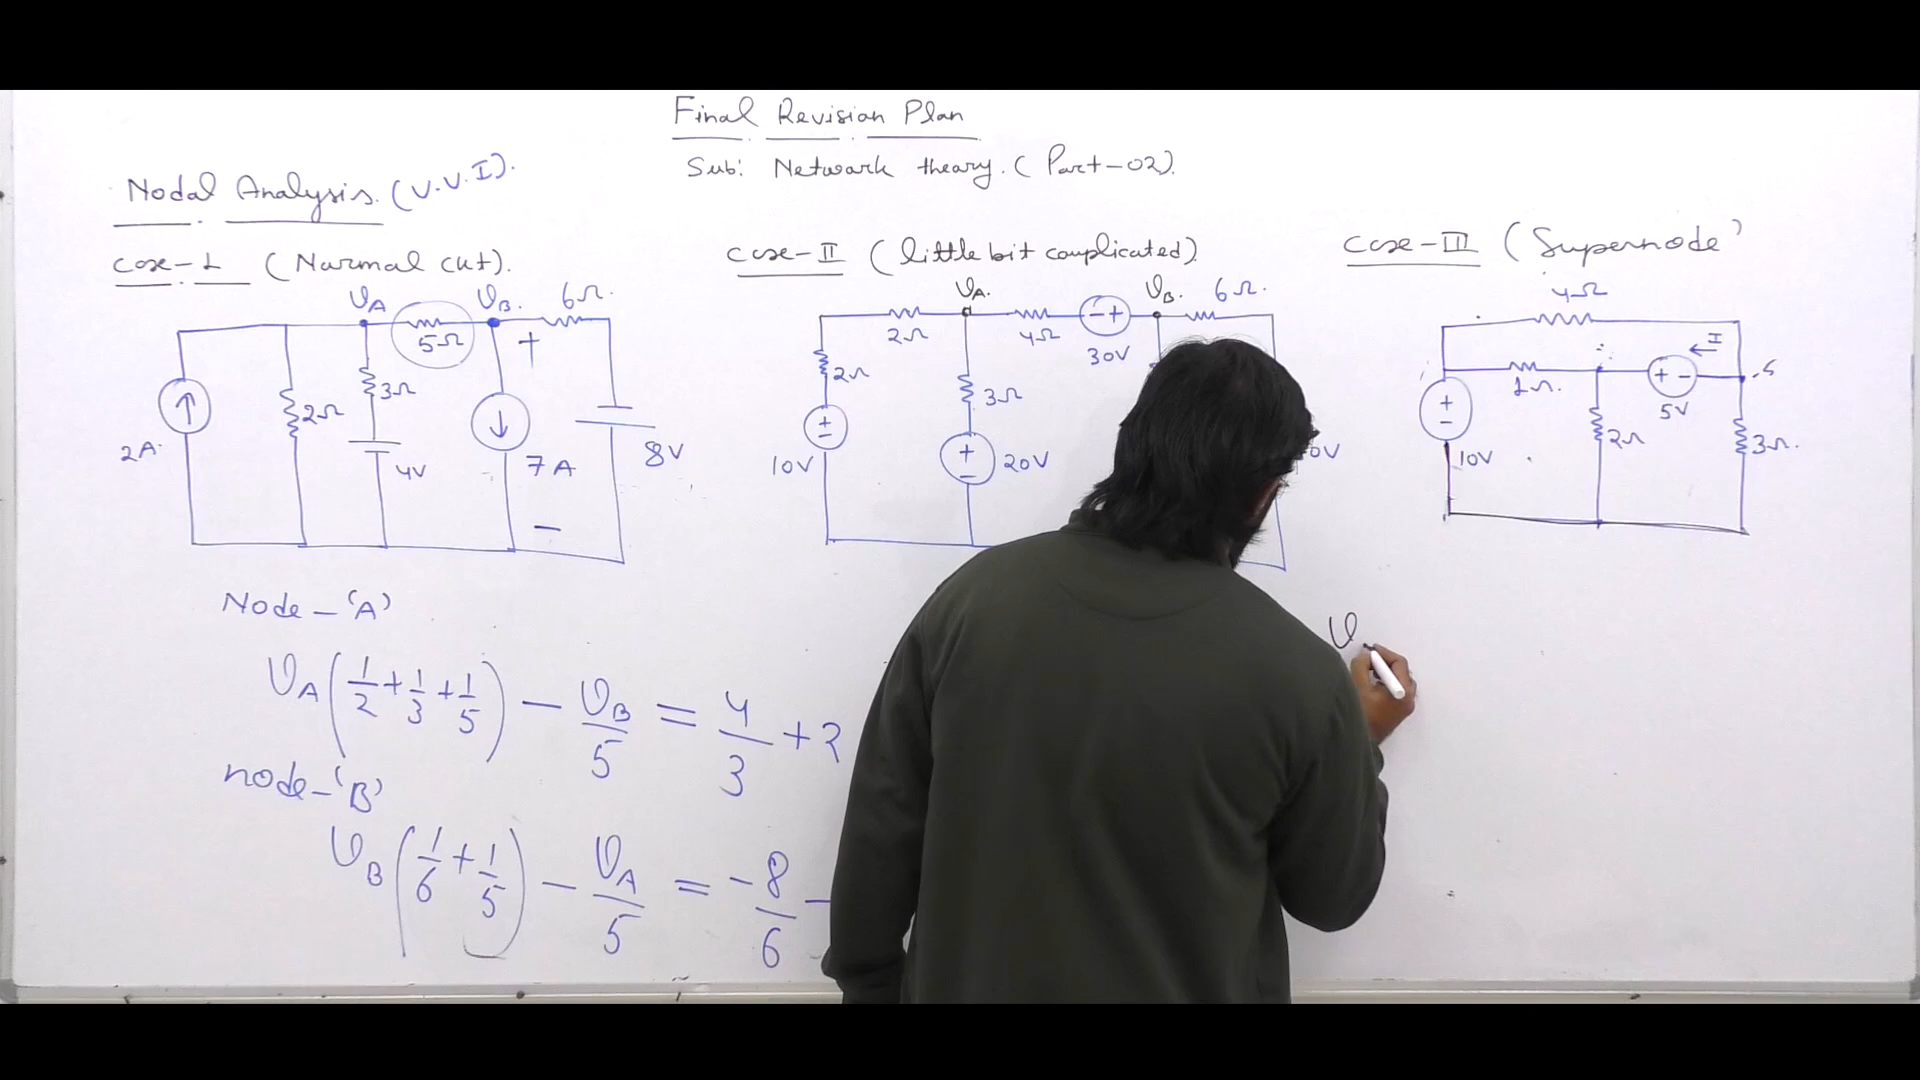 Final Revision Plan
Sub: Network theory. (Part-02).
Nodal Analysis. (V.V.I).
Case-1 (Normal ckt).
VA
VB.
6Ω.
5Ω
+
3Ω
2Ω
2A.
4V
7A
8V
−
Node-'A'
VA(1/2+1/3+1/5) − VB/5 = 4/3 + 2
node-'B'
VB(1/6+1/5) − VA/5 = -8/6 −
Case-II (little bit complicated).
VA.
VB.
6Ω.
2Ω
4Ω
- +
30V
2Ω
3Ω
+
-
10V
+
-
20V
0V
V
Case-III (Supernode)
4Ω
I
1Ω.
+ -
5V
+
-
10V
2Ω
3Ω.